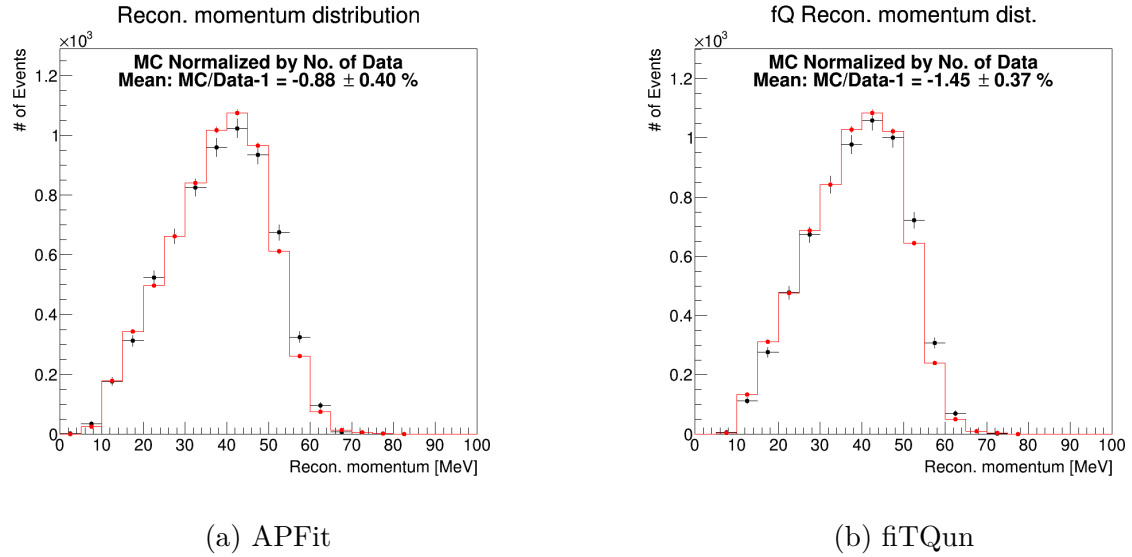 Recon. momentum distribution
×10³
# of Events
MC Normalized by No. of Data
Mean: MC/Data-1 = -0.88 ± 0.40 %
1.2
1
0.8
0.6
0.4
0.2
0
0 10 20 30 40 50 60 70 80 90 100
Recon. momentum [MeV]
(a) APFit
fQ Recon. momentum dist.
×10³
# of Events
MC Normalized by No. of Data
Mean: MC/Data-1 = -1.45 ± 0.37 %
1.2
1
0.8
0.6
0.4
0.2
0
0 10 20 30 40 50 60 70 80 90 100
Recon. momentum [MeV]
(b) fiTQun